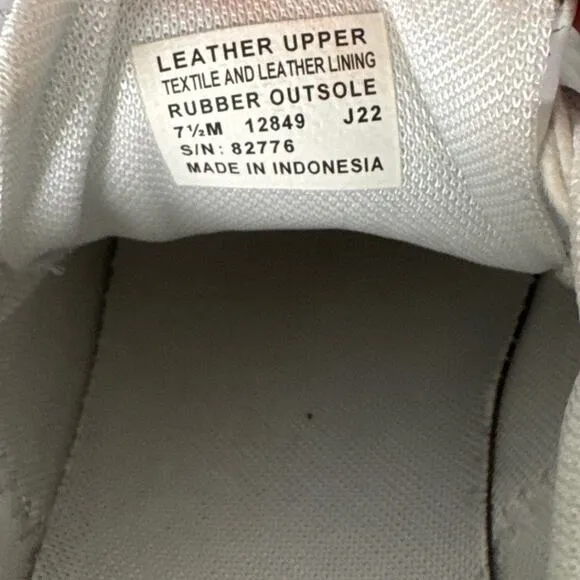 LEATHER UPPER
TEXTILE AND LEATHER LINING
RUBBER OUTSOLE
7½M 12849 J22
S/N: 82776
MADE IN INDONESIA